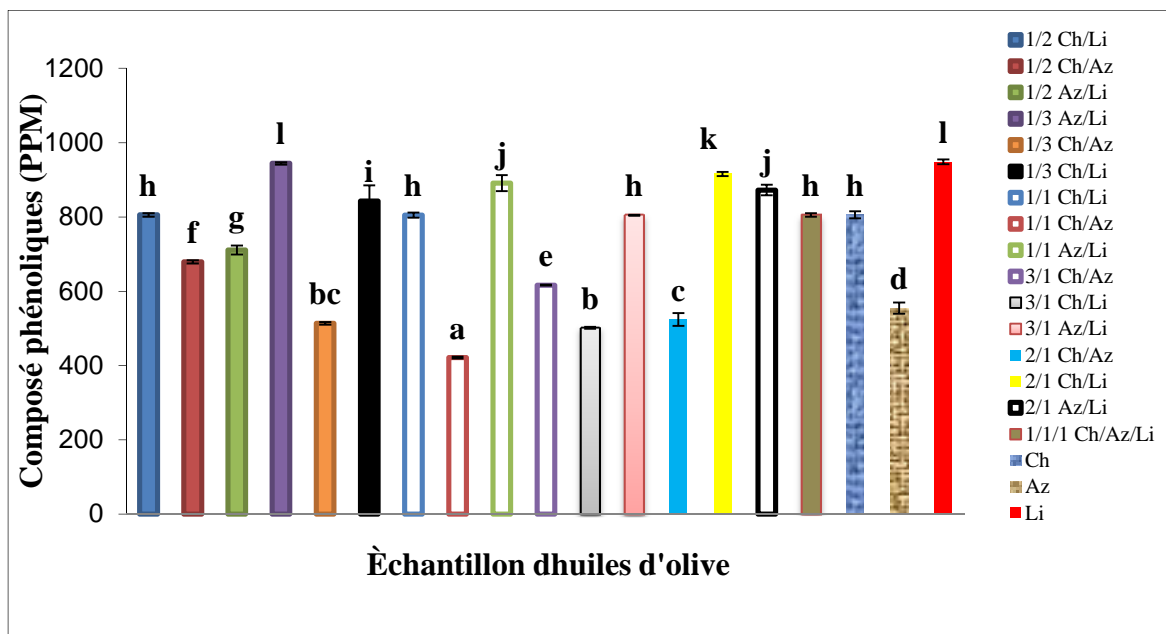 Composé phénoliques (PPM)
1200
1000
800
600
400
200
0
h
f
g
l
bc
i
h
a
j
e
b
h
c
k
j
h
h
d
l
Èchantillon dhuiles d'olive
1/2 Ch/Li
1/2 Ch/Az
1/2 Az/Li
1/3 Az/Li
1/3 Ch/Az
1/3 Ch/Li
1/1 Ch/Li
1/1 Ch/Az
1/1 Az/Li
3/1 Ch/Az
3/1 Ch/Li
3/1 Az/Li
2/1 Ch/Az
2/1 Ch/Li
2/1 Az/Li
1/1/1 Ch/Az/Li
Ch
Az
Li